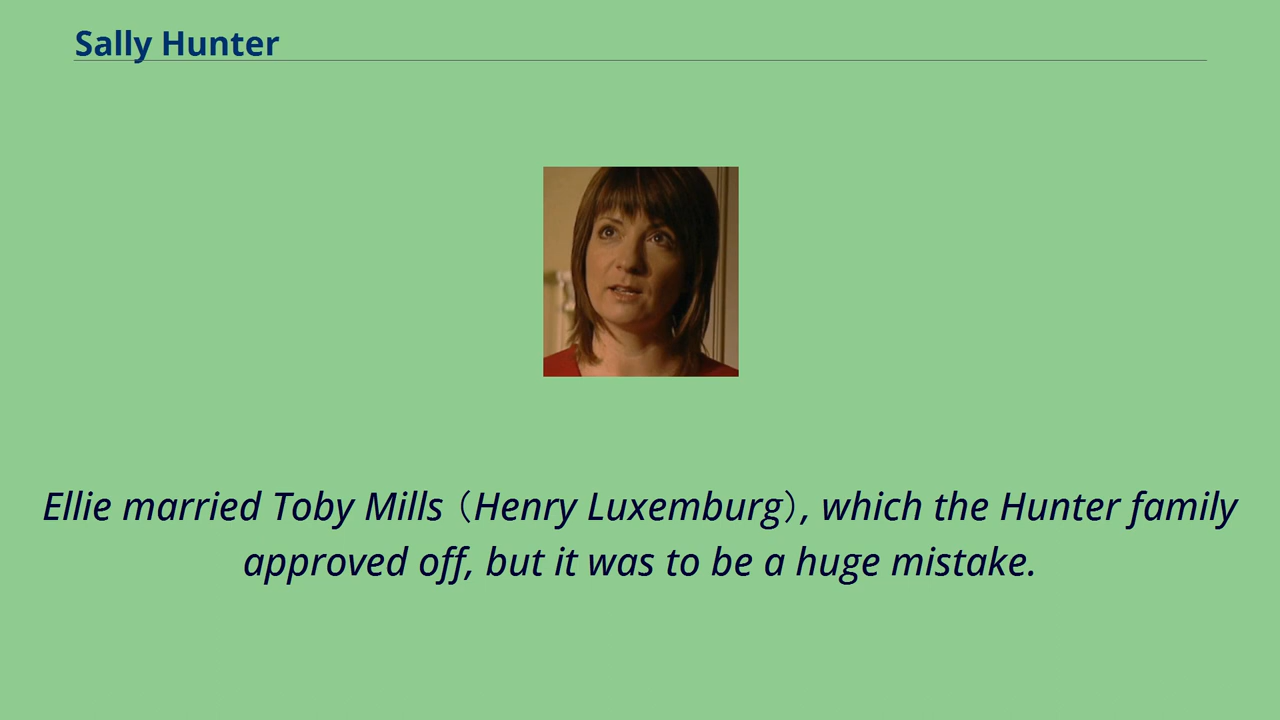 Sally Hunter
Ellie married Toby Mills（Henry Luxemburg）, which the Hunter family
approved off, but it was to be a huge mistake.